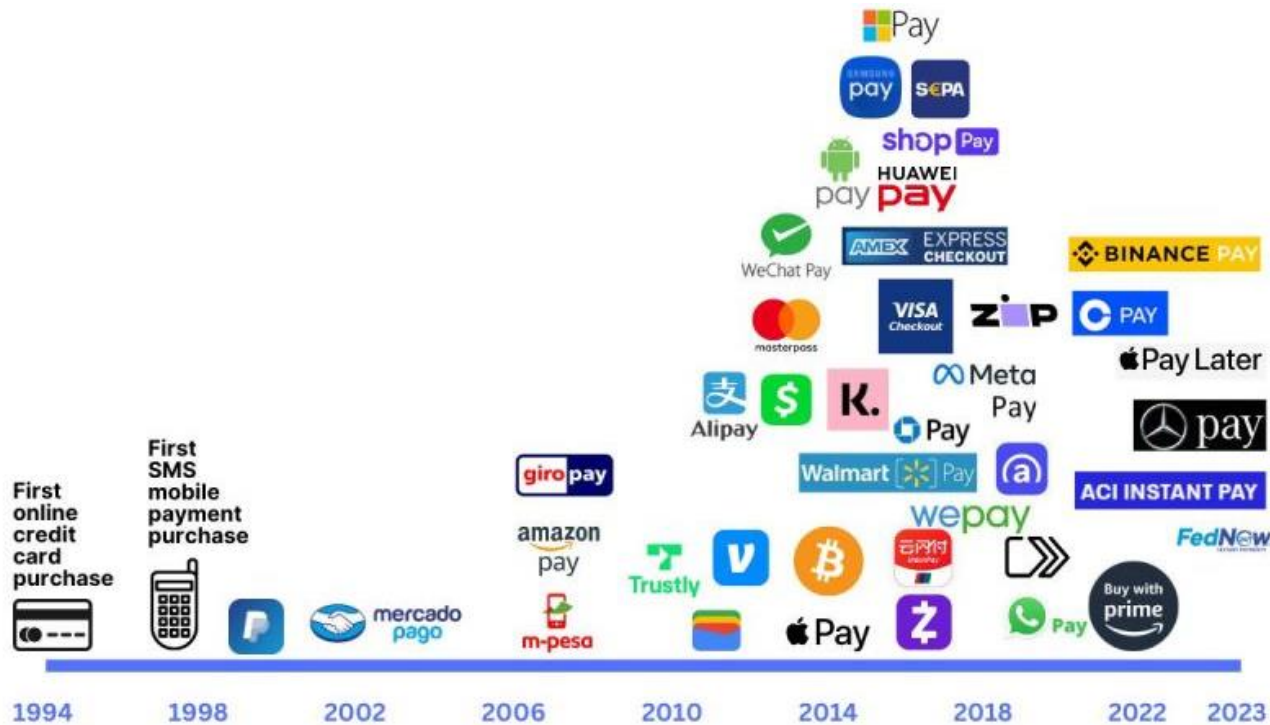 Pay
SAMSUNG
pay
S€PA
shop Pay
pay
HUAWEI
pay
WeChat Pay
AMEX EXPRESS
CHECKOUT
BINANCE PAY
masterpass
VISA
Checkout
ZIP
PAY
Pay Later
Alipay
K.
Meta
Pay
Pay
pay
First
online
credit
card
purchase
First
SMS
mobile
payment
purchase
giro pay
Walmart Pay
a
ACI INSTANT PAY
amazon
pay
Trustly
V
wepay
FedNow
mercado
pago
m-pesa
Pay
Pay
Buy with
prime
1994
1998
2002
2006
2010
2014
2018
2022
2023